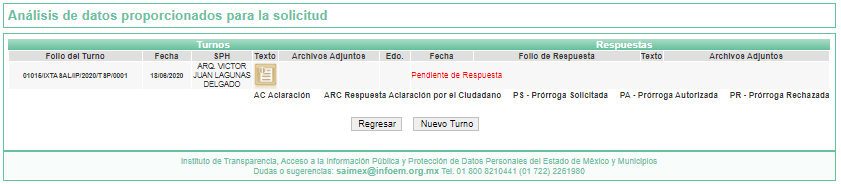 Análisis de datos proporcionados para la solicitud
Turnos Respuestas
Folio del Turno Fecha SPH Texto Archivos Adjuntos Edo. Fecha Folio de Respuesta Texto Archivos Adjuntos
01016/IXTASAL/IP/2020/TSP/0001 18/06/2020 ARQ. VICTOR JUAN LAGUNAS DELGADO Pendiente de Respuesta
AC Aclaración ARC Respuesta Aclaración por el Ciudadano PS - Prórroga Solicitada PA - Prórroga Autorizada PR - Prórroga Rechazada
Regresar Nuevo Turno
Instituto de Transparencia, Acceso a la Información Pública y Protección de Datos Personales del Estado de México y Municipios
Dudas o sugerencias: saimex@infoem.org.mx Tel. 01 800 8210441 (01 722) 2261980